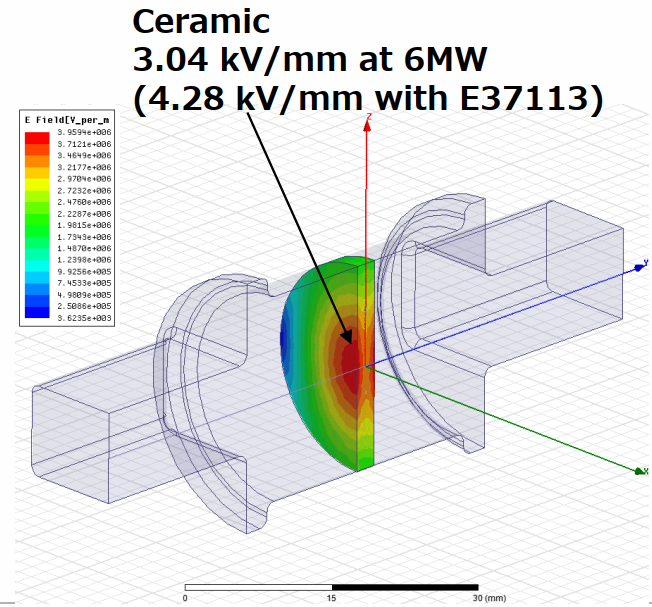 Ceramic
3.04 kV/mm at 6MW
(4.28 kV/mm with E37113)
E Field[V_per_m
3.9594e+006
3.7121e+006
3.4649e+006
3.2177e+006
2.9704e+006
2.7232e+006
2.4760e+006
2.2287e+006
1.9815e+006
1.7343e+006
1.4870e+006
1.2398e+006
9.9256e+005
7.4533e+005
4.9809e+005
2.5086e+005
3.6235e+003
Z
Y
X
0 15 30 (mm)